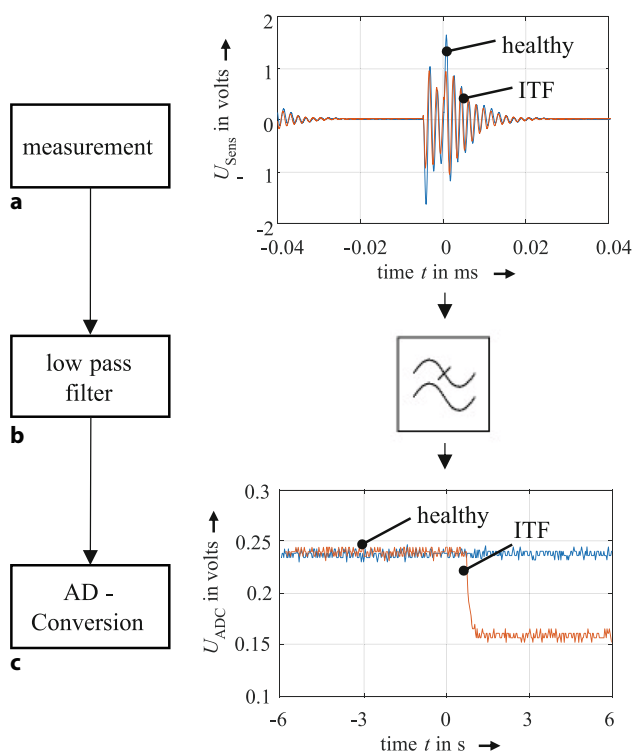 measurement
a
low pass
filter
b
AD -
Conversion
c
U_Sens in volts
2
1
0
1
-2
-0.04
-0.02
0
0.02
0.04
time t in ms
healthy
ITF
U_ADC in volts
0.3
0.25
0.2
0.15
0.1
-6
-3
0
3
6
time t in s
healthy
ITF